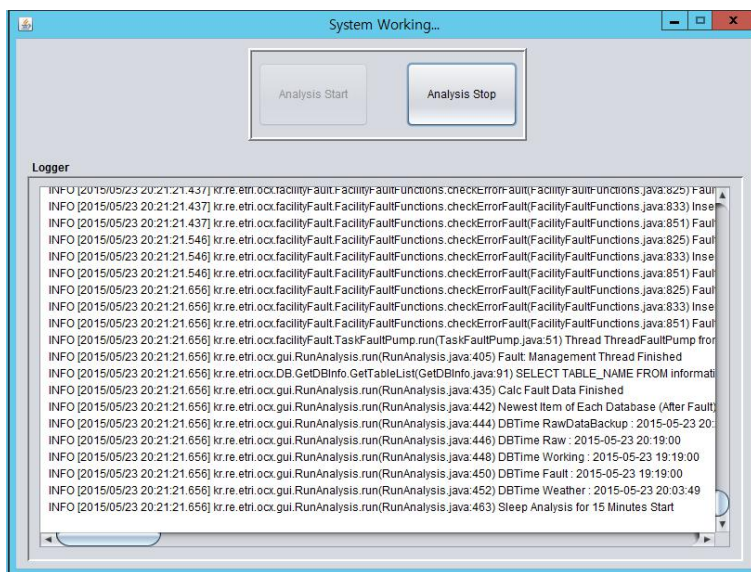 System Working...
Analysis Start
Analysis Stop
Logger
INFO [2015/05/23 20:21:21.437] kr.re.etri.ocx.facilityFault.FacilityFaultFunctions.checkErrorFault(FacilityFaultFunctions.java:825) Faul
INFO [2015/05/23 20:21:21.437] kr.re.etri.ocx.facilityFault.FacilityFaultFunctions.checkErrorFault(FacilityFaultFunctions.java:833) Inse
INFO [2015/05/23 20:21:21.437] kr.re.etri.ocx.facilityFault.FacilityFaultFunctions.checkErrorFault(FacilityFaultFunctions.java:851) Faul
INFO [2015/05/23 20:21:21.546] kr.re.etri.ocx.facilityFault.FacilityFaultFunctions.checkErrorFault(FacilityFaultFunctions.java:825) Faul
INFO [2015/05/23 20:21:21.546] kr.re.etri.ocx.facilityFault.FacilityFaultFunctions.checkErrorFault(FacilityFaultFunctions.java:833) Inse
INFO [2015/05/23 20:21:21.546] kr.re.etri.ocx.facilityFault.FacilityFaultFunctions.checkErrorFault(FacilityFaultFunctions.java:851) Faul
INFO [2015/05/23 20:21:21.656] kr.re.etri.ocx.facilityFault.FacilityFaultFunctions.checkErrorFault(FacilityFaultFunctions.java:825) Faul
INFO [2015/05/23 20:21:21.656] kr.re.etri.ocx.facilityFault.FacilityFaultFunctions.checkErrorFault(FacilityFaultFunctions.java:833) Inse
INFO [2015/05/23 20:21:21.656] kr.re.etri.ocx.facilityFault.FacilityFaultFunctions.checkErrorFault(FacilityFaultFunctions.java:851) Faul
INFO [2015/05/23 20:21:21.656] kr.re.etri.ocx.facilityFault.TaskFaultPump.run(TaskFaultPump.java:51) Thread ThreadFaultPump fror
INFO [2015/05/23 20:21:21.656] kr.re.etri.ocx.gui.RunAnalysis.run(RunAnalysis.java:405) Fault: Management Thread Finished
INFO [2015/05/23 20:21:21.656] kr.re.etri.ocx.DB.GetDBInfo.GetTableList(GetDBInfo.java:91) SELECT TABLE_NAME FROM informati
INFO [2015/05/23 20:21:21.656] kr.re.etri.ocx.gui.RunAnalysis.run(RunAnalysis.java:435) Calc Fault Data Finished
INFO [2015/05/23 20:21:21.656] kr.re.etri.ocx.gui.RunAnalysis.run(RunAnalysis.java:442) Newest Item of Each Database (After Fault)
INFO [2015/05/23 20:21:21.656] kr.re.etri.ocx.gui.RunAnalysis.run(RunAnalysis.java:444) DBTime RawDataBackup : 2015-05-23 20:
INFO [2015/05/23 20:21:21.656] kr.re.etri.ocx.gui.RunAnalysis.run(RunAnalysis.java:446) DBTime Raw : 2015-05-23 20:19:00
INFO [2015/05/23 20:21:21.656] kr.re.etri.ocx.gui.RunAnalysis.run(RunAnalysis.java:448) DBTime Working : 2015-05-23 19:19:00
INFO [2015/05/23 20:21:21.656] kr.re.etri.ocx.gui.RunAnalysis.run(RunAnalysis.java:450) DBTime Fault : 2015-05-23 19:19:00
INFO [2015/05/23 20:21:21.656] kr.re.etri.ocx.gui.RunAnalysis.run(RunAnalysis.java:452) DBTime Weather : 2015-05-23 20:03:49
INFO [2015/05/23 20:21:21.656] kr.re.etri.ocx.gui.RunAnalysis.run(RunAnalysis.java:463) Sleep Analysis for 15 Minutes Start